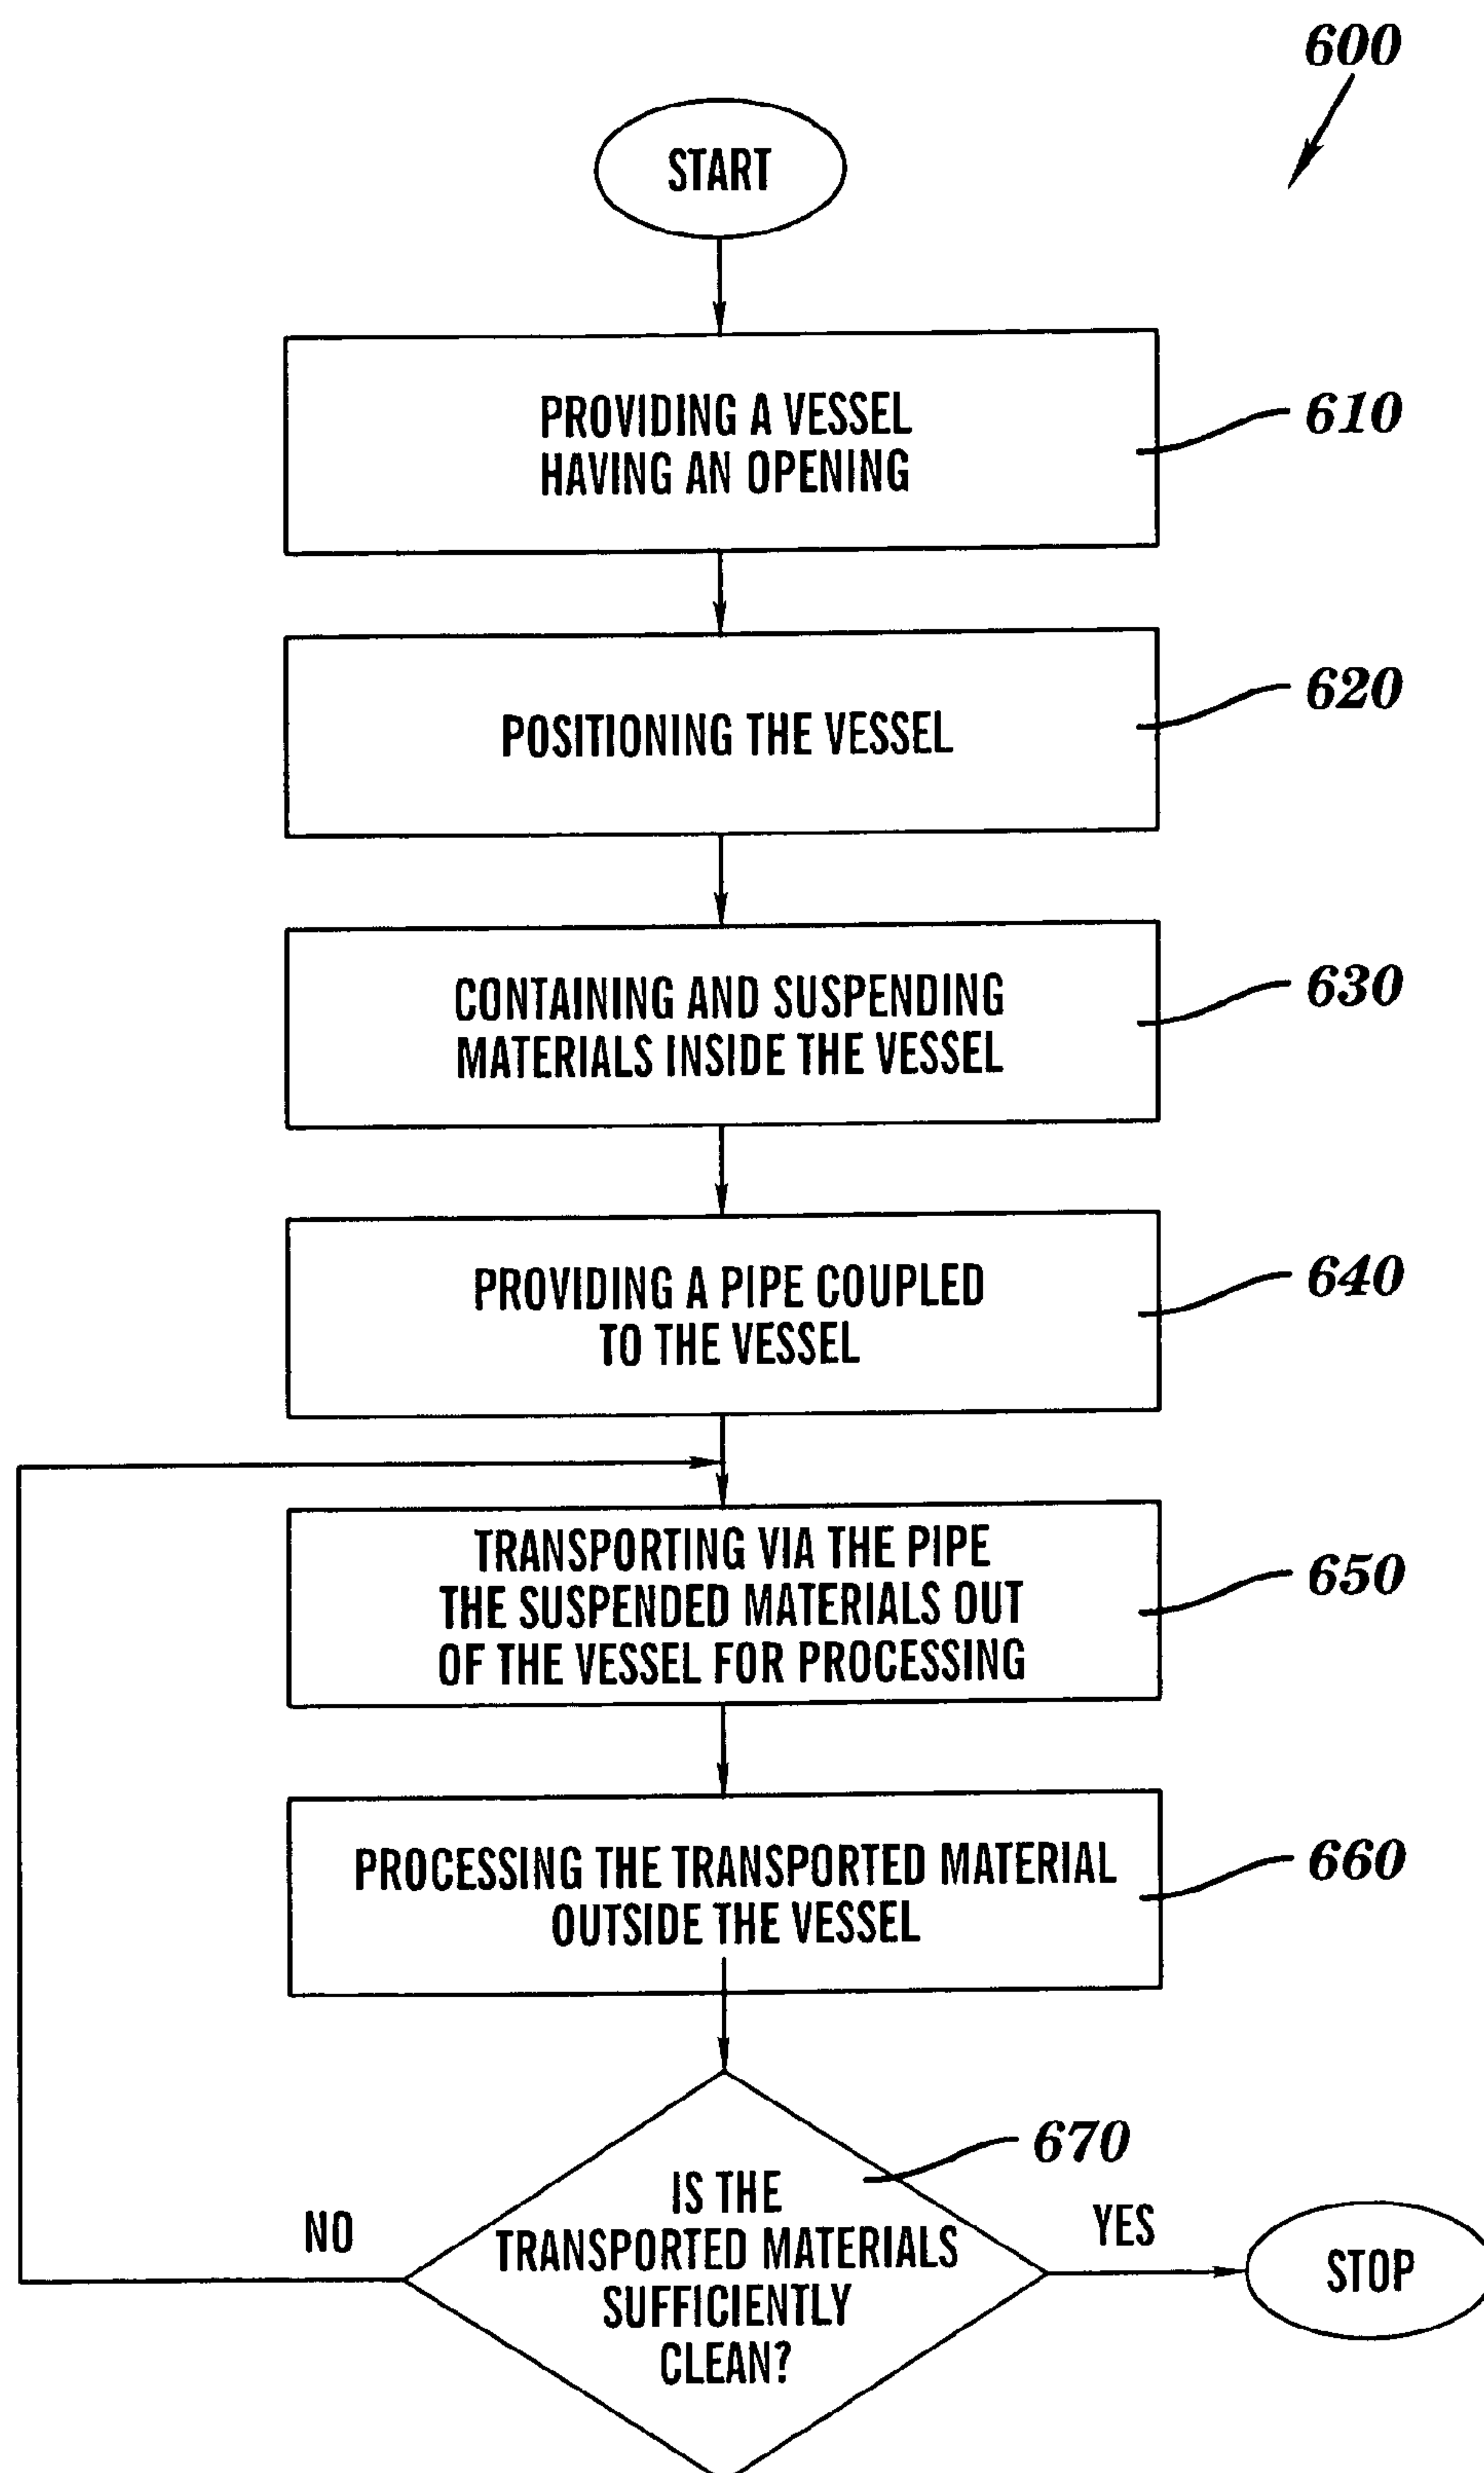 600
START
PROVIDING A VESSEL
HAVING AN OPENING
610
POSITIONING THE VESSEL
620
CONTAINING AND SUSPENDING
MATERIALS INSIDE THE VESSEL
630
PROVIDING A PIPE COUPLED
TO THE VESSEL
640
TRANSPORTING VIA THE PIPE
THE SUSPENDED MATERIALS OUT
OF THE VESSEL FOR PROCESSING
650
PROCESSING THE TRANSPORTED MATERIAL
OUTSIDE THE VESSEL
660
670
IS THE
TRANSPORTED MATERIALS
SUFFICIENTLY
CLEAN?
NO
YES
STOP